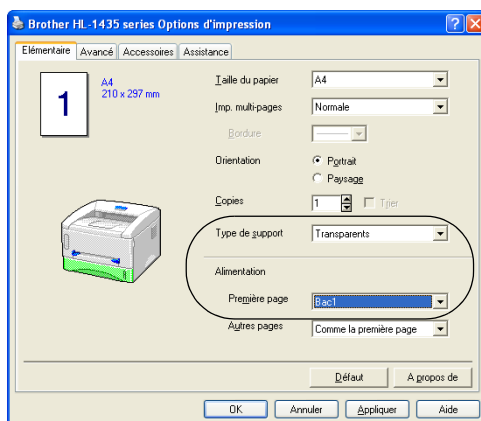 Brother HL-1435 series Options d'impression
Elémentaire Avancé Accessoires Assistance
1
A4
210 x 297 mm
Taille du papier A4
Imp. multi-pages Normale
Bordure
Orientation Portrait
Paysage
Copies 1 Trier
Type de support Transparents
Alimentation
Première page Bac1
Autres pages Comme la première page
Défaut A propos de
OK Annuler Appliquer Aide